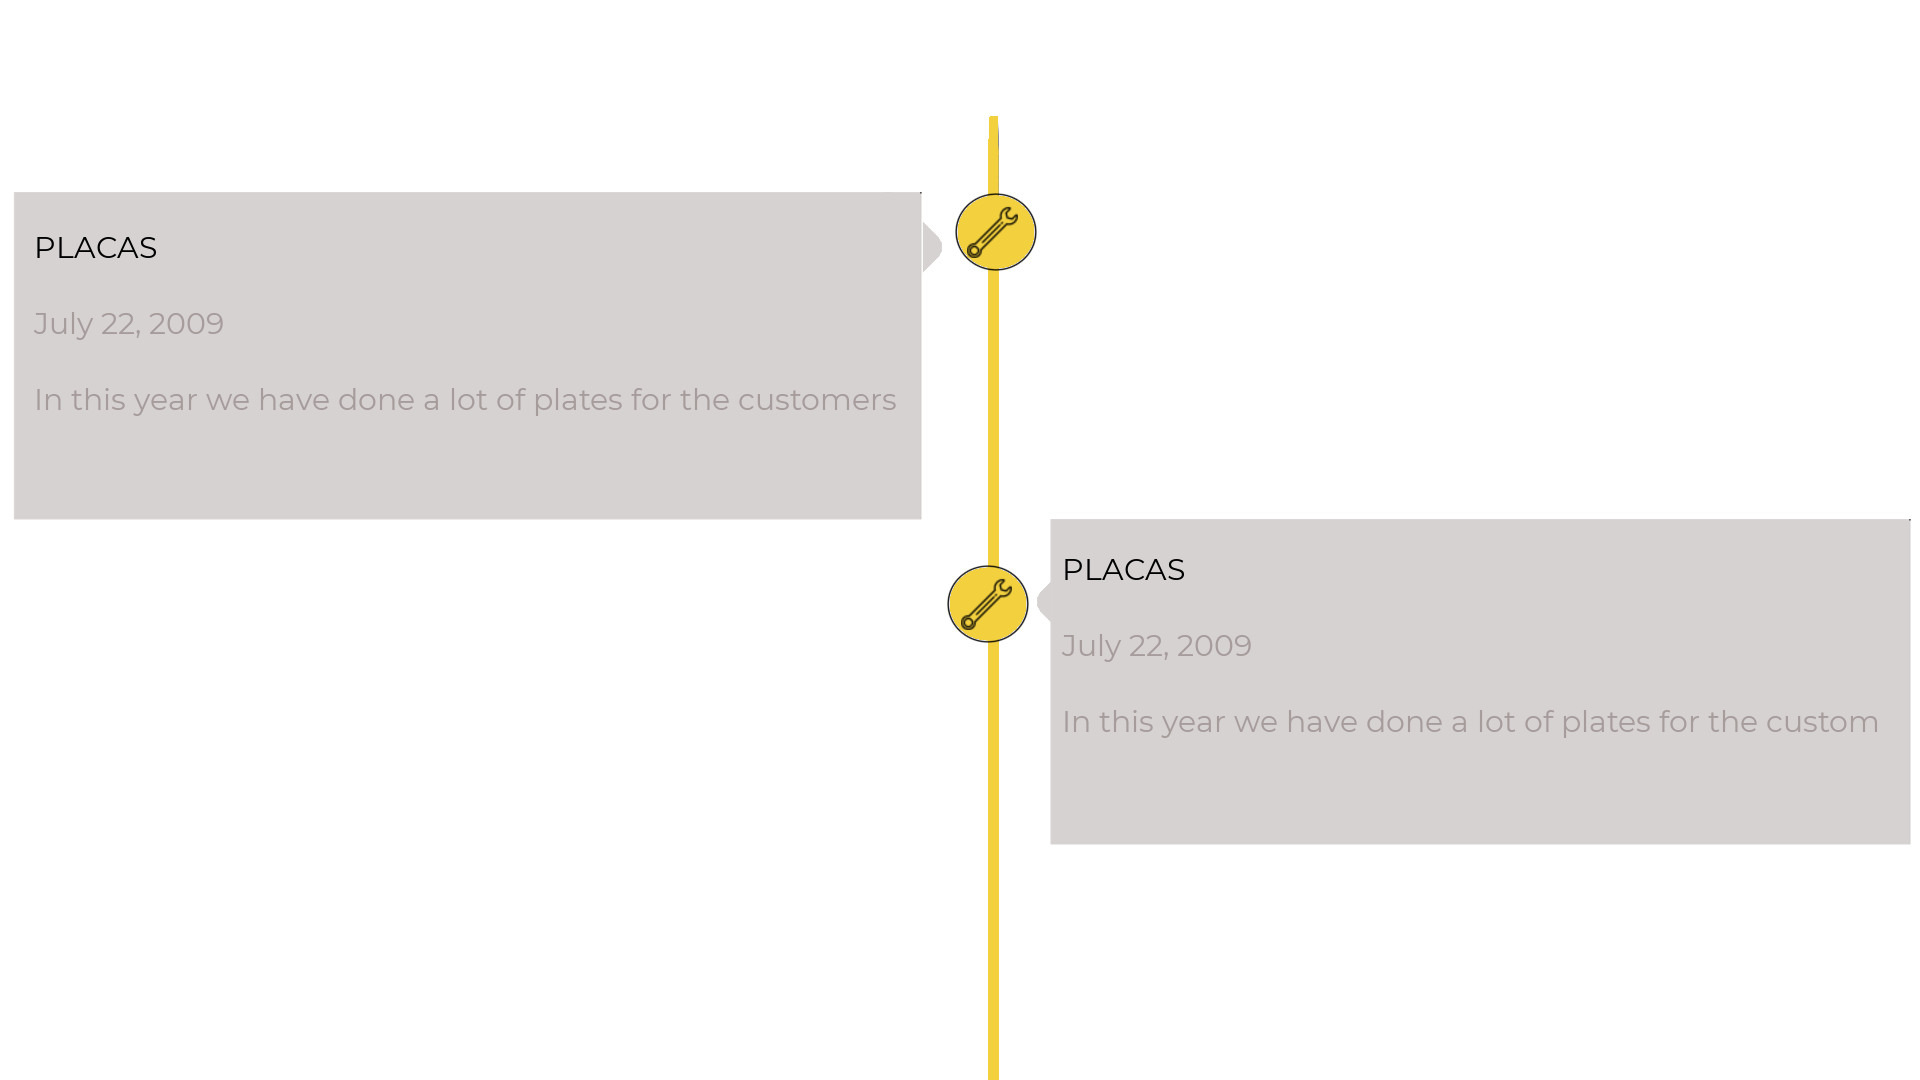 PLACAS
July 22, 2009
In this year we have done a lot of plates for the customers
PLACAS
July 22, 2009
In this year we have done a lot of plates for the custom